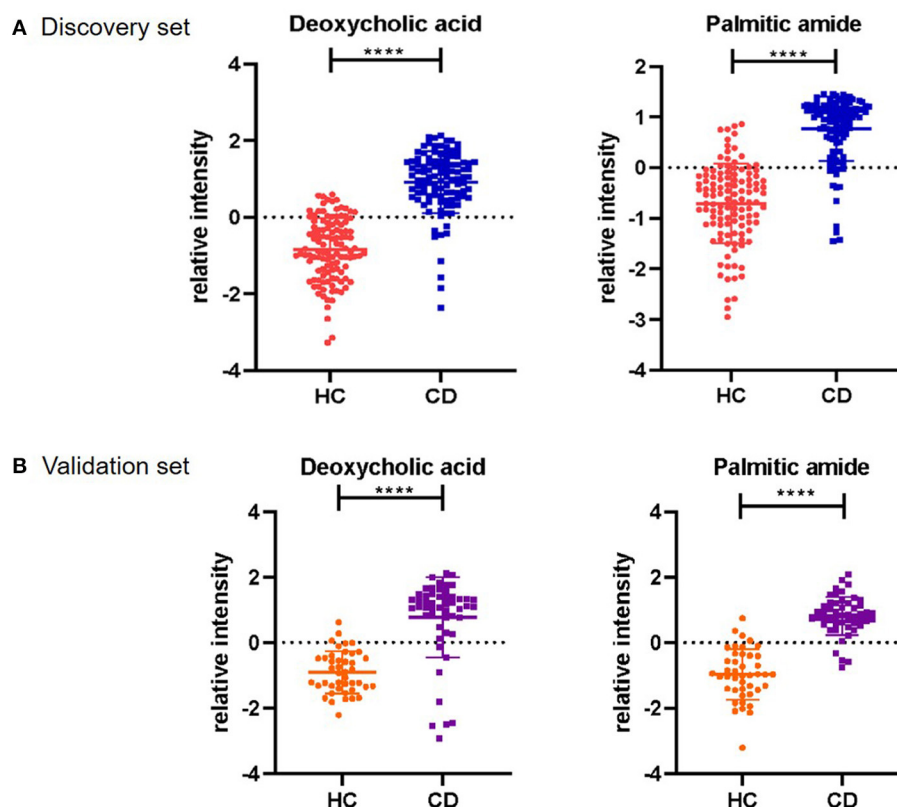 A Discovery set
Deoxycholic acid
****
relative intensity
4
2
0
-2
-4
HC CD
Palmitic amide
****
relative intensity
2
1
0
-1
-2
-3
-4
HC CD
B Validation set
Deoxycholic acid
****
relative intensity
4
2
0
-2
-4
HC CD
Palmitic amide
****
relative intensity
4
2
0
-2
-4
HC CD